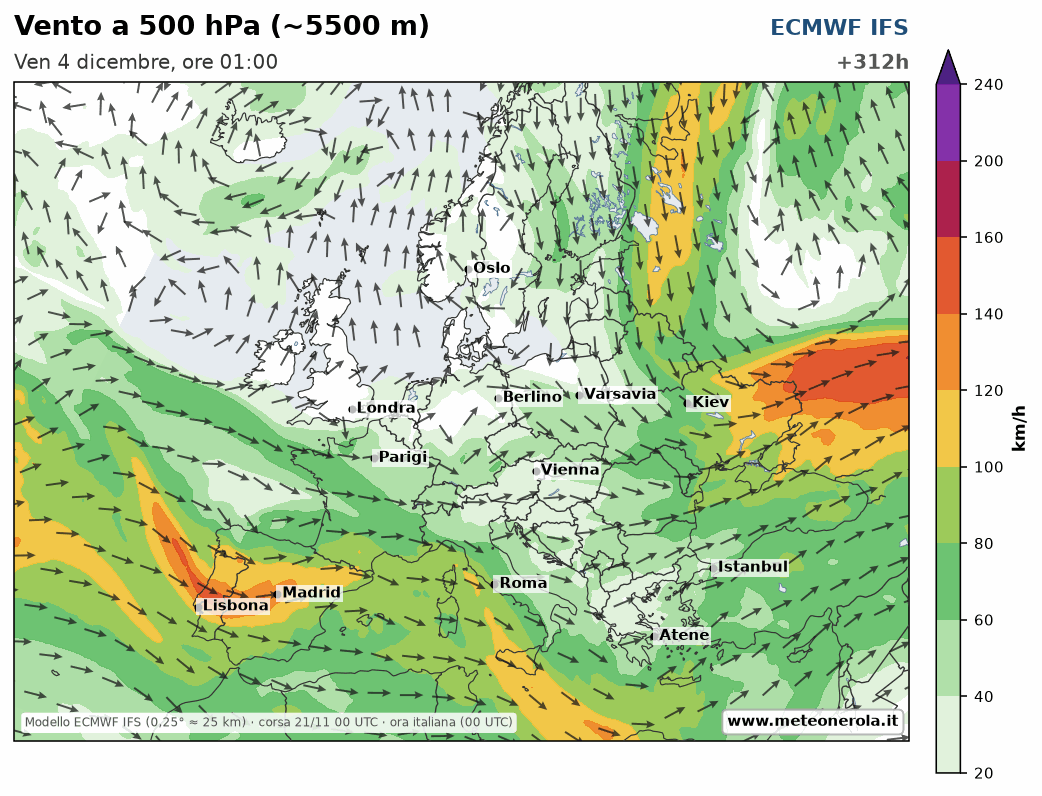 Vento a 500 hPa (~5500 m)
ECMWF IFS
Ven 4 dicembre, ore 01:00
+312h
240
200
160
140
120
100
80
60
40
20
km/h
Oslo
Londra
Berlino
Varsavia
Kiev
Parigi
Vienna
Istanbul
Roma
Madrid
Lisbona
Atene
Modello ECMWF IFS (0,25° ≈ 25 km) · corsa 21/11 00 UTC · ora italiana (00 UTC)
www.meteonerola.it